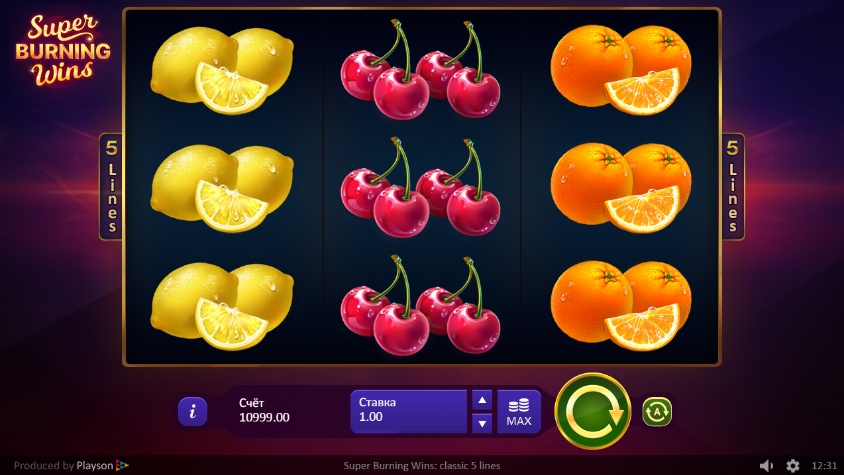 Super
BURNING
Wins
5
Lines
5
Lines
i
Счёт
10999.00
Ставка
1.00
MAX
A
Produced by Playson
Super Burning Wins: classic 5 lines
12:31